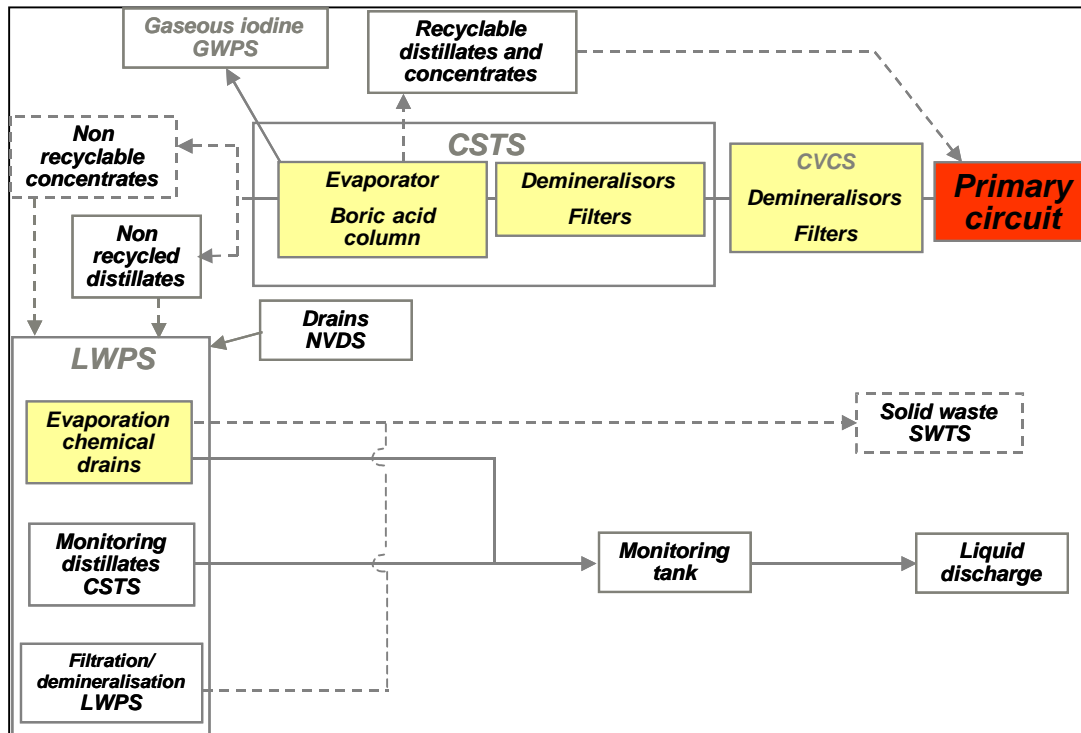 Gaseous iodine
GWPS
Recyclable
distillates and
concentrates
Non
recyclable
concentrates
CSTS
Evaporator
Boric acid
column
Demineralisors
Filters
CVCS
Demineralisors
Filters
Primary
circuit
Non
recycled
distillates
Drains
NVDS
LWPS
Evaporation
chemical
drains
Solid waste
SWTS
Monitoring
distillates
CSTS
Monitoring
tank
Liquid
discharge
Filtration/
demineralisation
LWPS